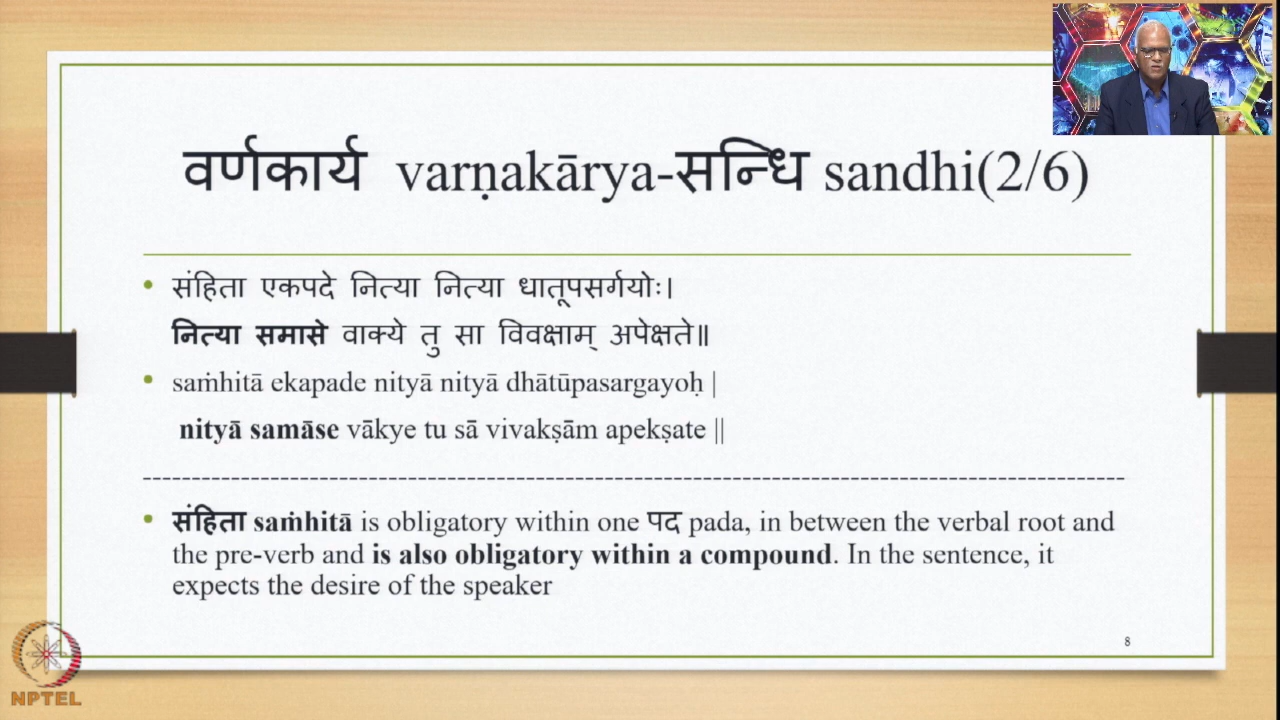 वर्णकार्य varṇakārya-सन्धि sandhi(2/6)
• संहिता एकपदे नित्या नित्या धातूपसर्गयोः।
नित्या समासे वाक्ये तु सा विवक्षाम् अपेक्षते॥
• saṁhitā ekapade nityā nityā dhātūpasargayoḥ |
nityā samāse vākye tu sā vivakṣām apekṣate ||
• संहिता saṁhitā is obligatory within one पद pada, in between the verbal root and
the pre-verb and is also obligatory within a compound. In the sentence, it
expects the desire of the speaker
8
NPTEL